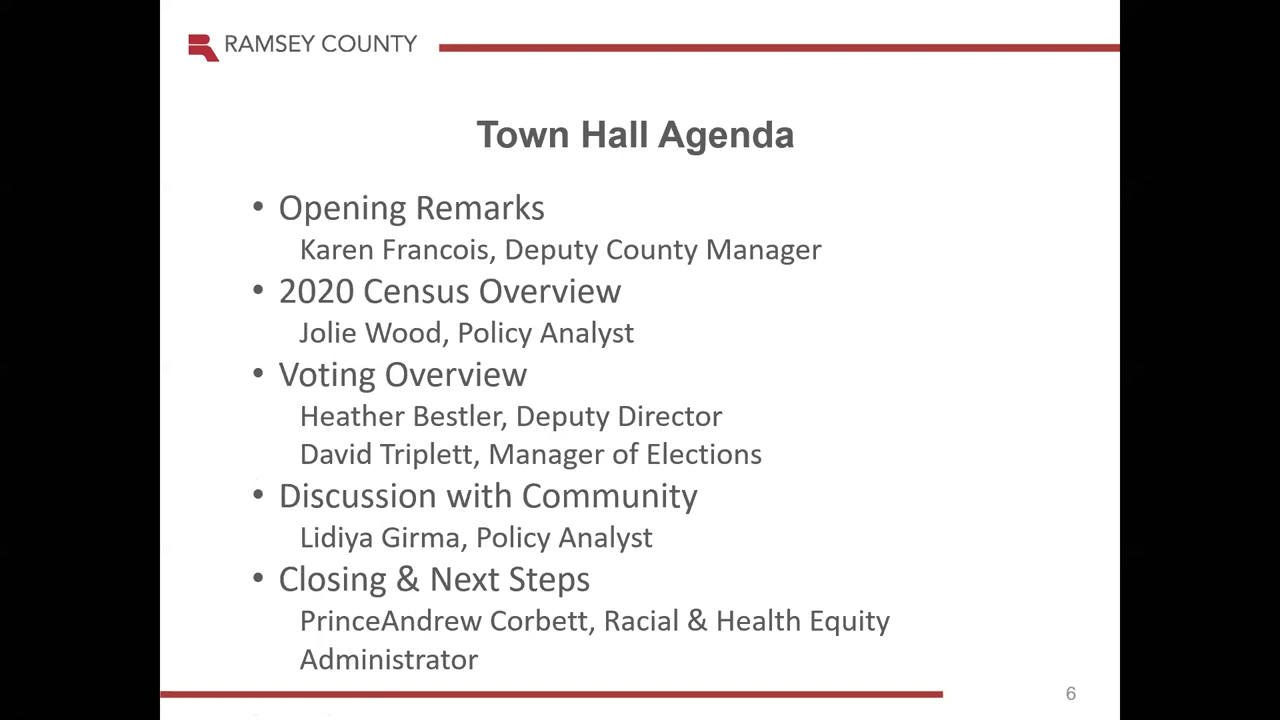 RAMSEY COUNTY
Town Hall Agenda
• Opening Remarks
Karen Francois, Deputy County Manager
• 2020 Census Overview
Jolie Wood, Policy Analyst
• Voting Overview
Heather Bestler, Deputy Director
David Triplett, Manager of Elections
• Discussion with Community
Lidiya Girma, Policy Analyst
• Closing & Next Steps
PrinceAndrew Corbett, Racial & Health Equity
Administrator
6